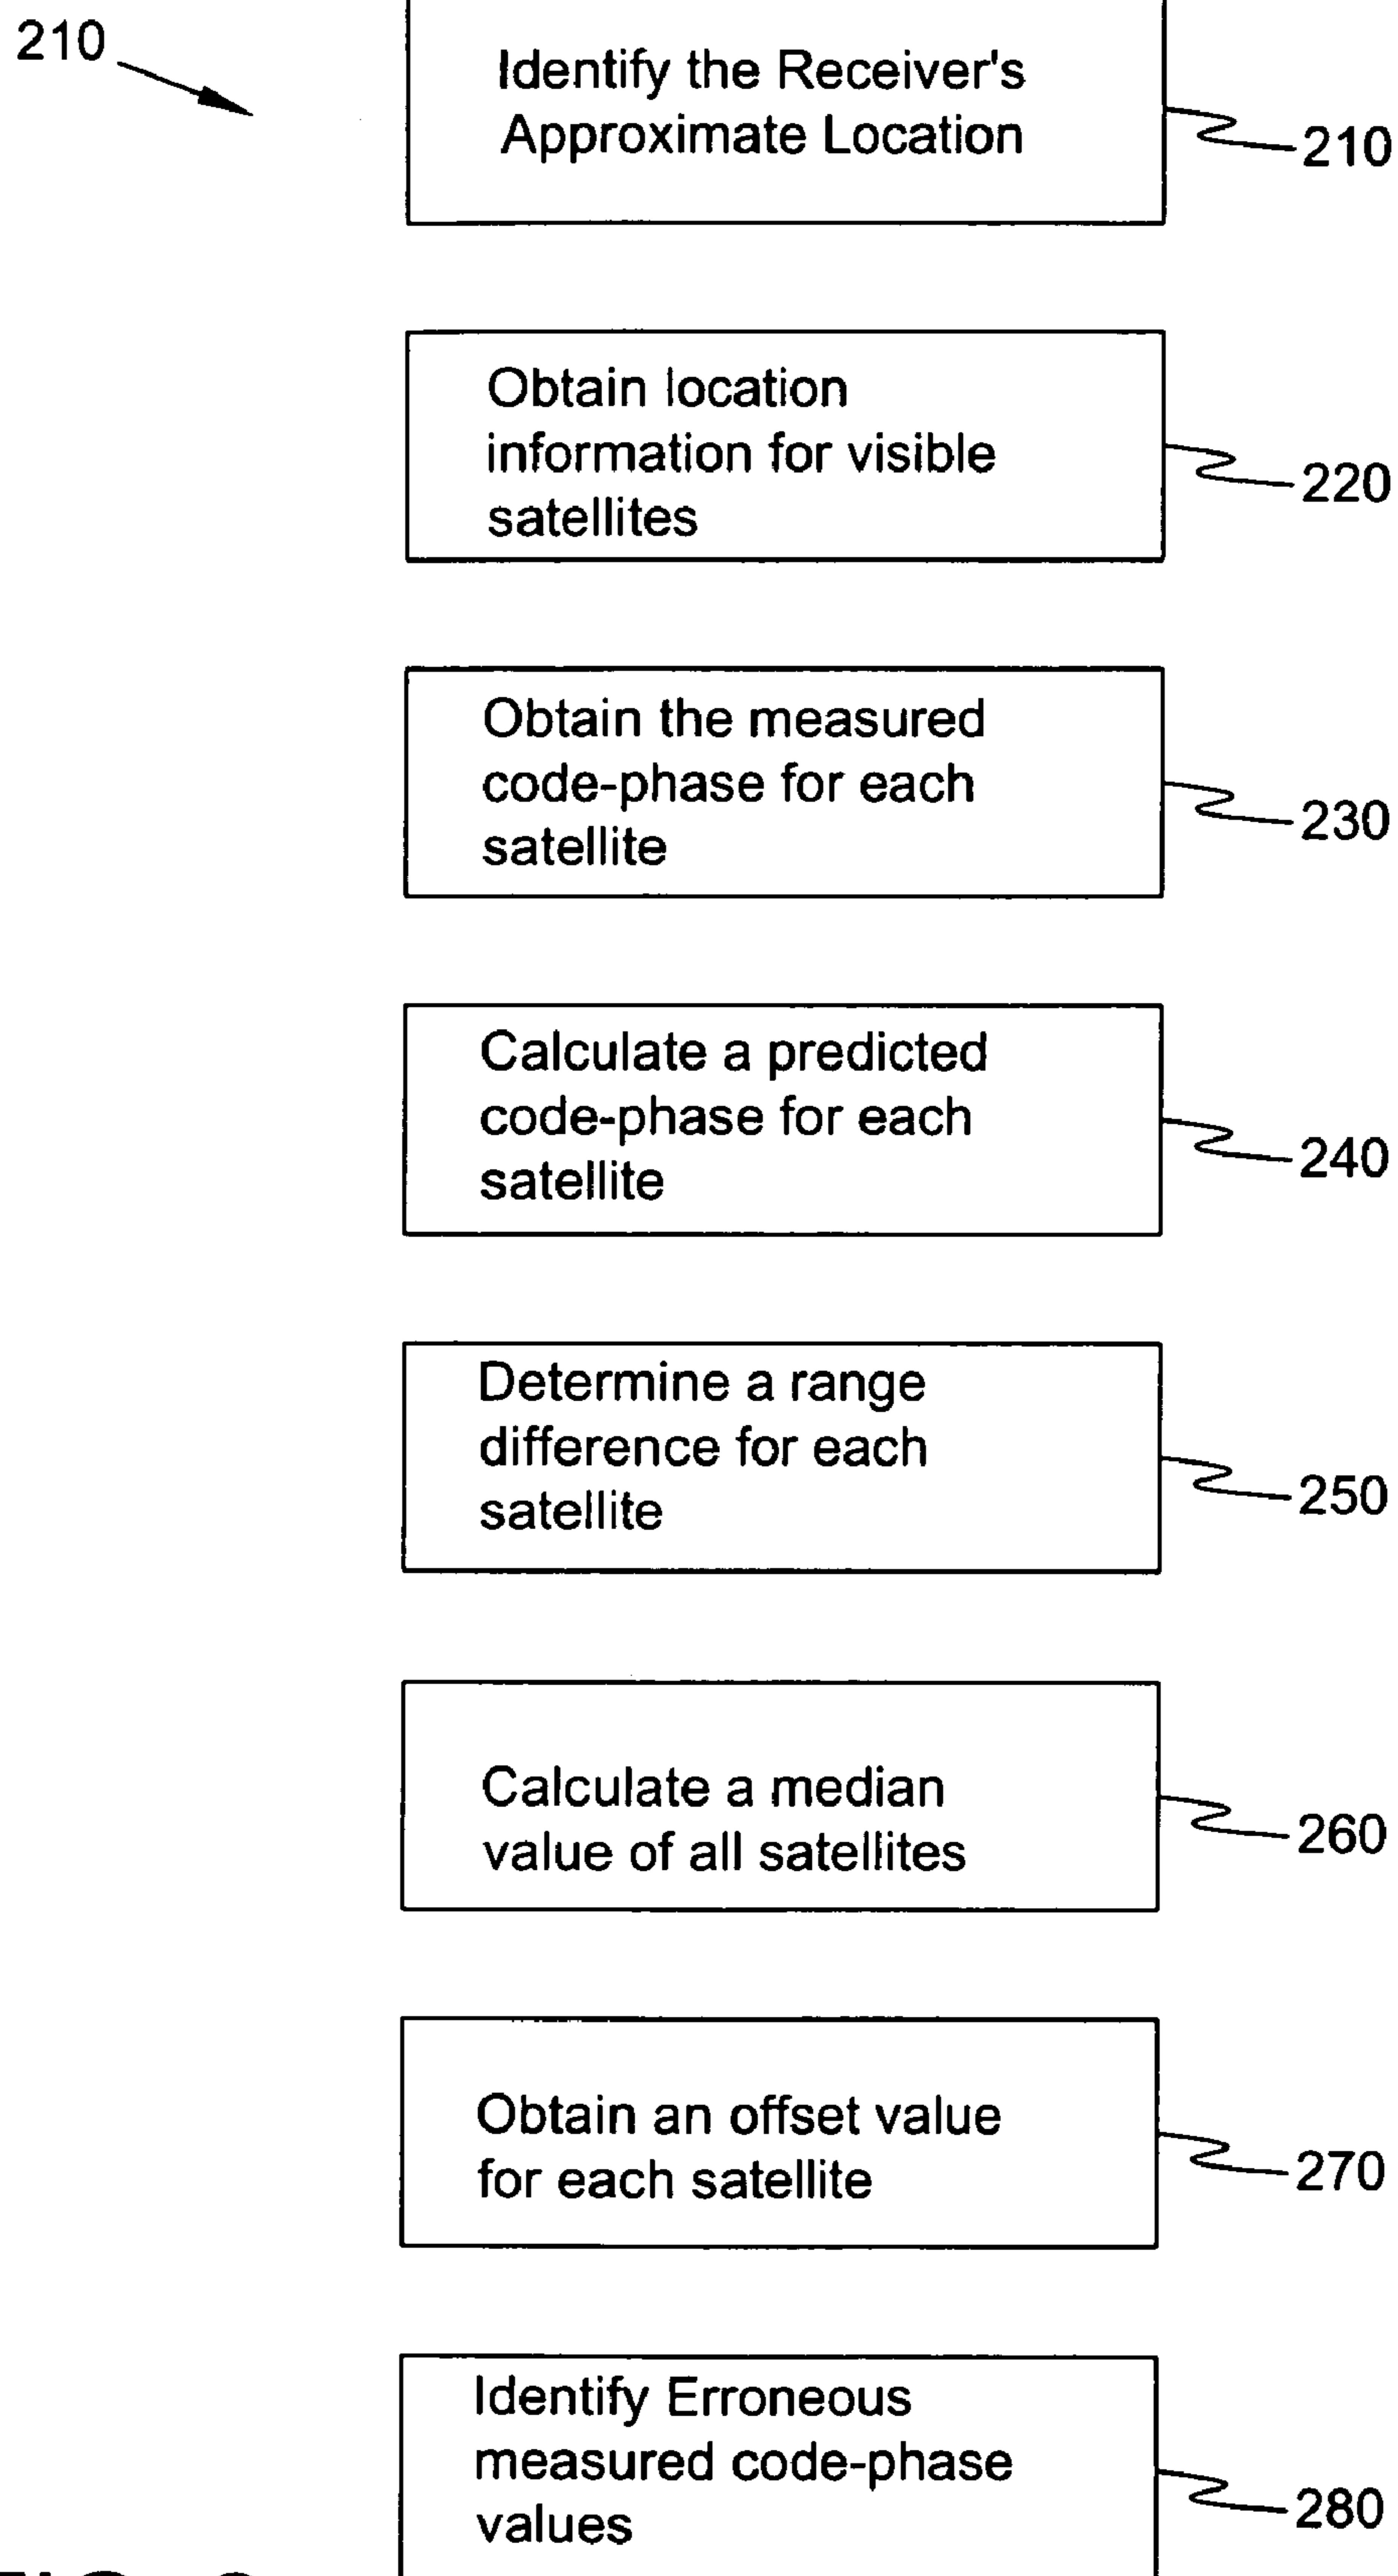 210
Identify the Receiver's
Approximate Location
210
Obtain location
information for visible
satellites
220
Obtain the measured
code-phase for each
satellite
230
Calculate a predicted
code-phase for each
satellite
240
Determine a range
difference for each
satellite
250
Calculate a median
value of all satellites
260
Obtain an offset value
for each satellite
270
Identify Erroneous
measured code-phase
values
280